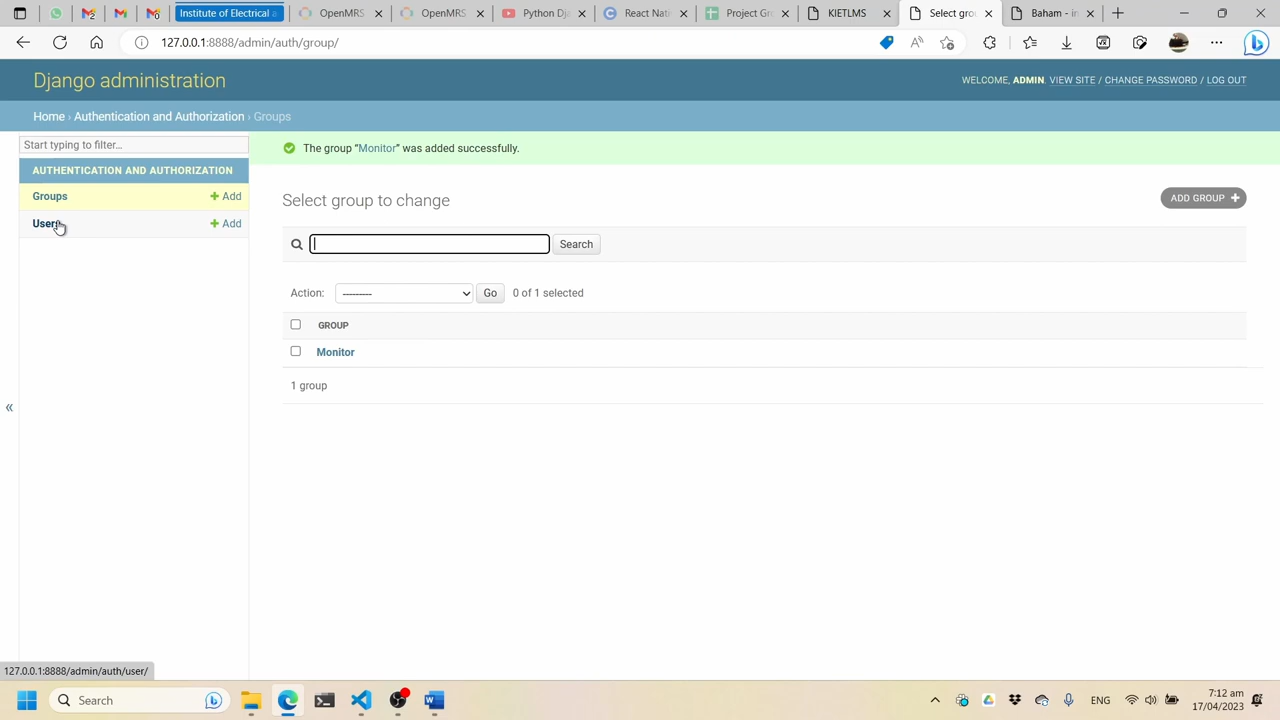 Institute of Electrical a
OpenMRS
OpenMRS
Python Dj
React Nati
Project Gr
KIETLMS
Select grou
Baham - in
127.0.0.1:8888/admin/auth/group/
Django administration
WELCOME, ADMIN. VIEW SITE / CHANGE PASSWORD / LOG OUT
Home › Authentication and Authorization › Groups
Start typing to filter...
The group “Monitor” was added successfully.
AUTHENTICATION AND AUTHORIZATION
Groups
Add
Users
Add
Select group to change
ADD GROUP
Search
Action:
---------
Go
0 of 1 selected
GROUP
Monitor
1 group
«
127.0.0.1:8888/admin/auth/user/
Search
ENG
7:12 am
17/04/2023